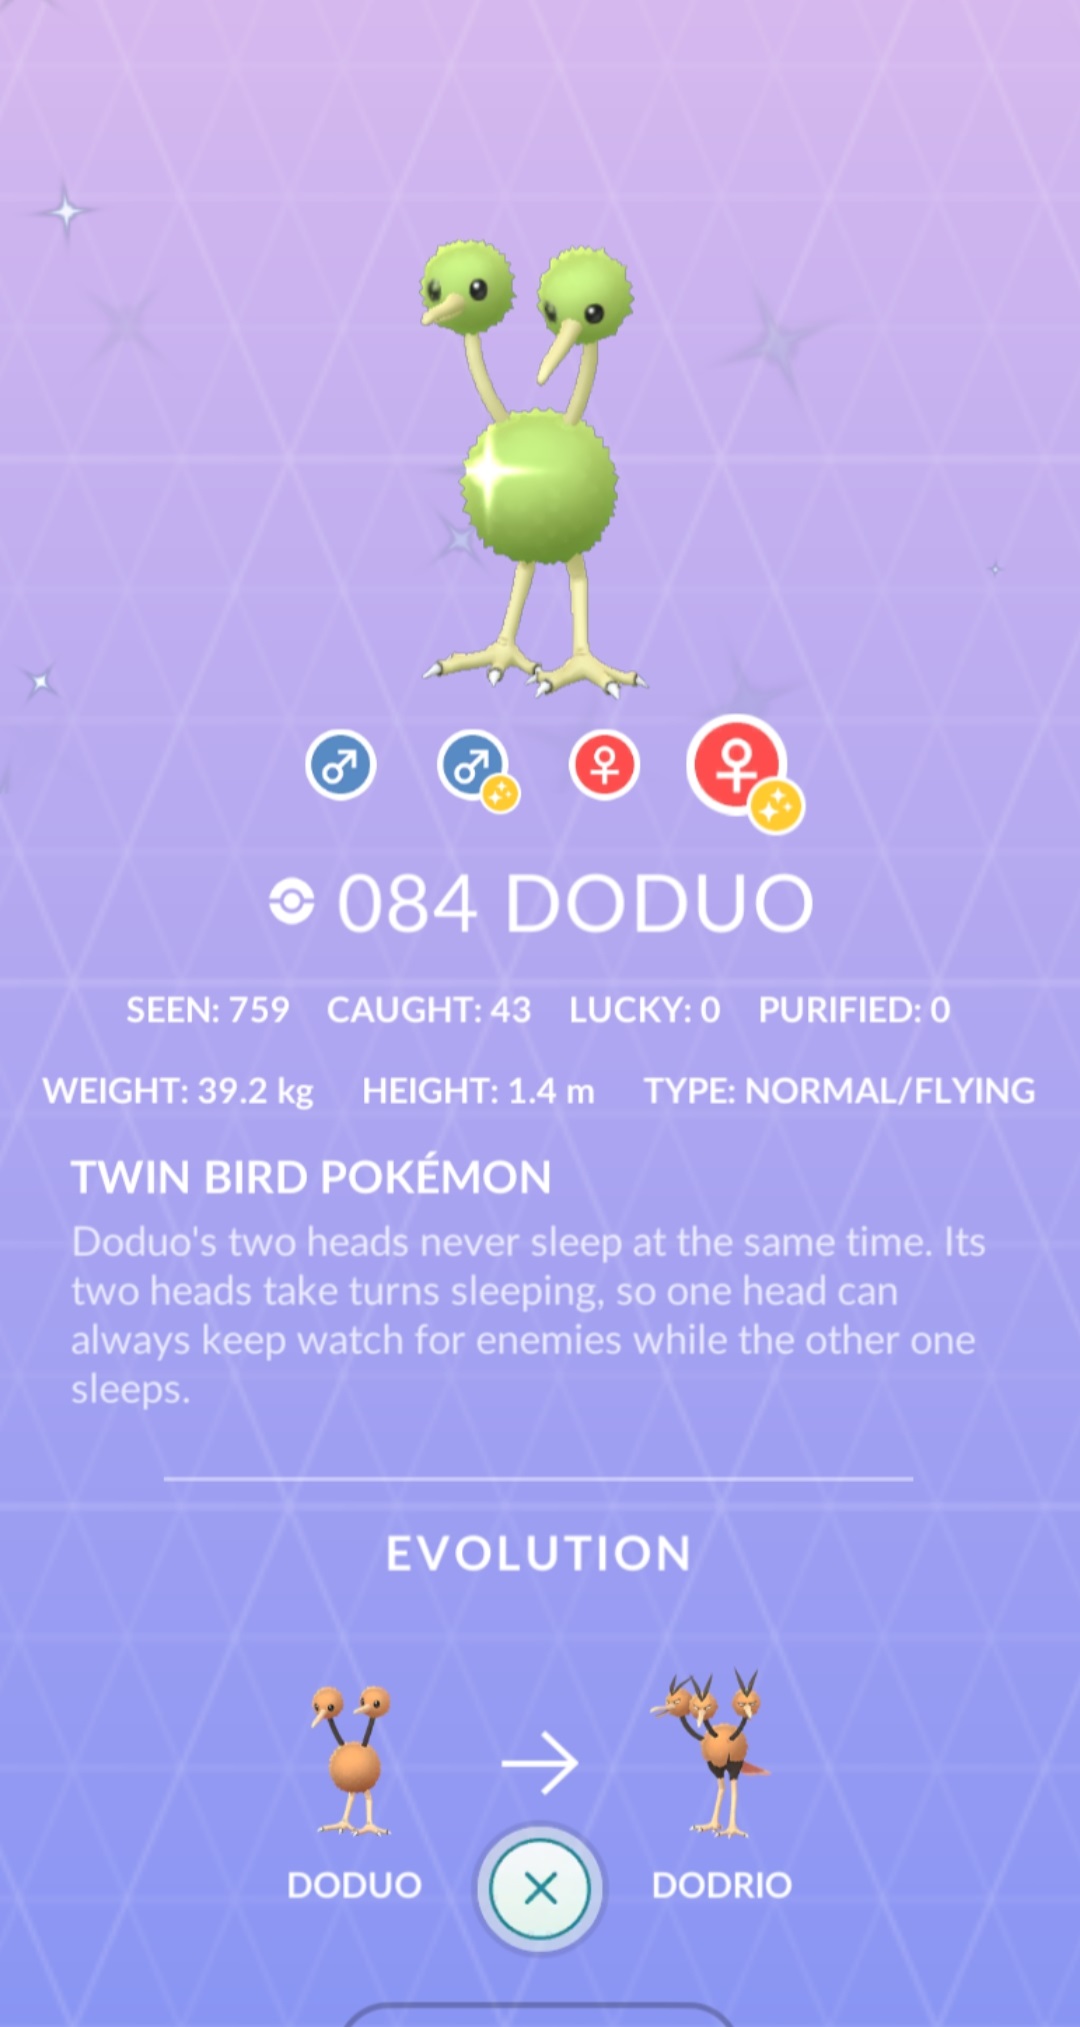 084 DODUO
SEEN: 759 CAUGHT: 43 LUCKY: 0 PURIFIED: 0
WEIGHT: 39.2 kg HEIGHT: 1.4 m TYPE: NORMAL/FLYING
TWIN BIRD POKÉMON
Doduo's two heads never sleep at the same time. Its
two heads take turns sleeping, so one head can
always keep watch for enemies while the other one
sleeps.
EVOLUTION
DODUO DODRIO